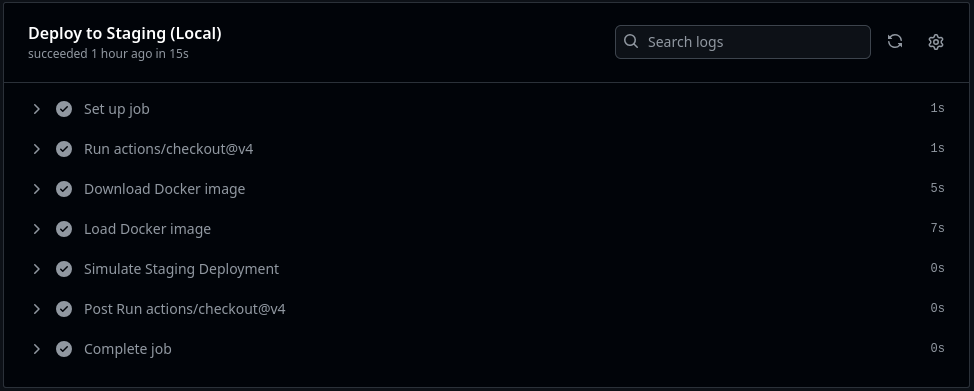 Deploy to Staging (Local)
succeeded 1 hour ago in 15s
Search logs
Set up job 1s
Run actions/checkout@v4 1s
Download Docker image 5s
Load Docker image 7s
Simulate Staging Deployment 0s
Post Run actions/checkout@v4 0s
Complete job 0s